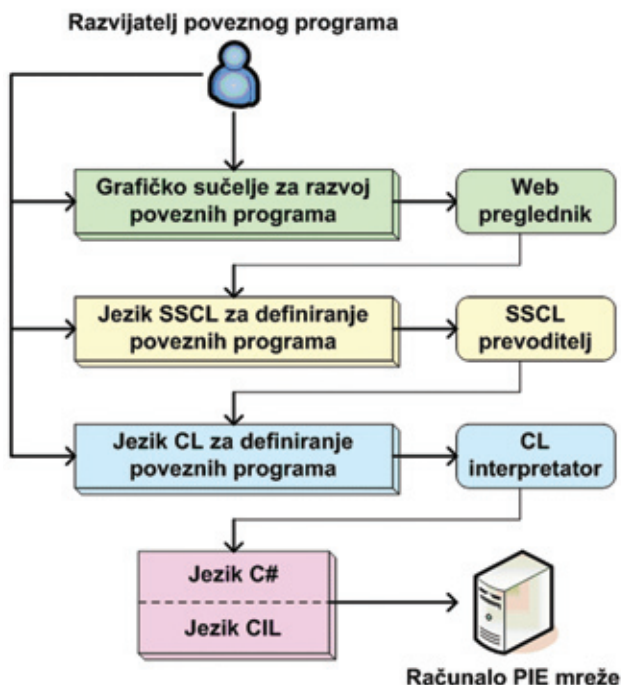 Razvijatelj poveznog programa
Grafičko sučelje za razvoj
poveznih programa
Web
preglednik
Jezik SSCL za definiranje
poveznih programa
SSCL
prevoditelj
Jezik CL za definiranje
poveznih programa
CL
interpretator
Jezik C#
Jezik CIL
Računalo PIE mreže